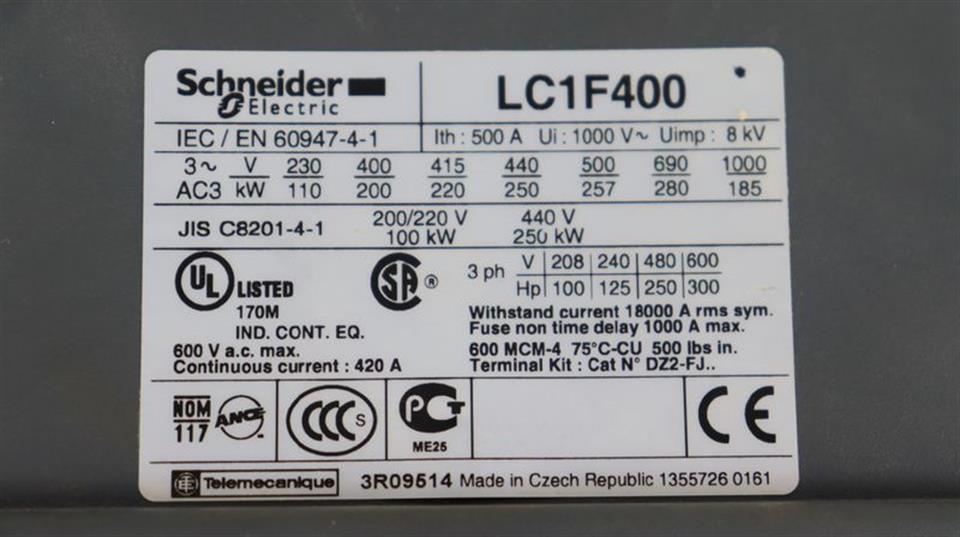 Schneider
Electric
LC1F400
IEC / EN 60947-4-1
Ith : 500 A Ui : 1000 V~ Uimp : 8 kV
3~ V 230 400 415 440 500 690 1000
AC3 kW 110 200 220 250 257 280 185
JIS C8201-4-1
200/220 V 440 V
100 kW 250 kW
UL LISTED
170M
IND. CONT. EQ.
600 V a.c. max.
Continuous current : 420 A
SA ®
3 ph V 208 240 480 600
Hp 100 125 250 300
Withstand current 18000 A rms sym.
Fuse non time delay 1000 A max.
600 MCM-4 75°C-CU 500 lbs in.
Terminal Kit : Cat N° DZ2-FJ..
NOM
117
ANCE
CCC S
PCT
ME25
CE
Telemecanique 3R09514 Made in Czech Republic 1355726 0161